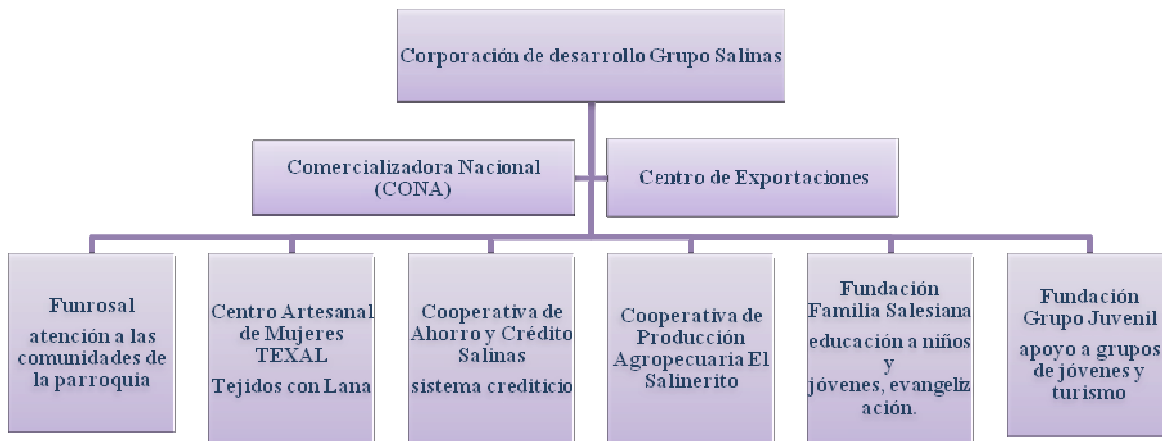 Corporación de desarrollo Grupo Salinas
Comercializadora Nacional
(CONA)
Centro de Exportaciones
Funrosal
atención a las
comunidades de
la parroquia
Centro Artesanal
de Mujeres
TEXAL
Tejidos con Lana
Cooperativa de
Ahorro y Crédito
Salinas
sistema crediticio
Cooperativa de
Producción
Agropecuaria El
Salinerito
Fundación
Familia Salesiana
educación a niños
y
jóvenes, evangeliz
ación.
Fundación
Grupo Juvenil
apoyo a grupos
de jóvenes y
turismo